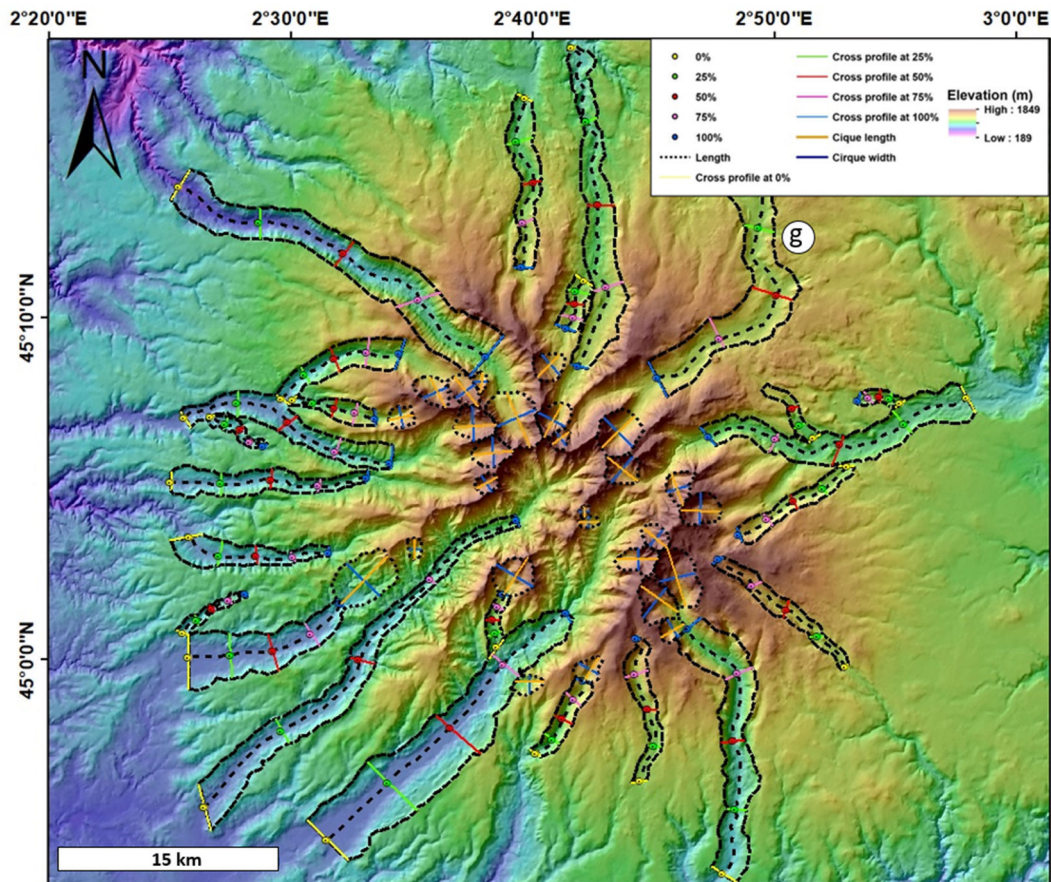 2°20'0"E 2°30'0"E 2°40'0"E 2°50'0"E 3°0'0"E
N
0%
25%
50%
75%
100%
Length
Cross profile at 0%
Cross profile at 25%
Cross profile at 50%
Cross profile at 75%
Cross profile at 100%
Cique length
Cirque width
Elevation (m)
High : 1849
Low : 189
g
45°10'N
45°0'0"N
15 km